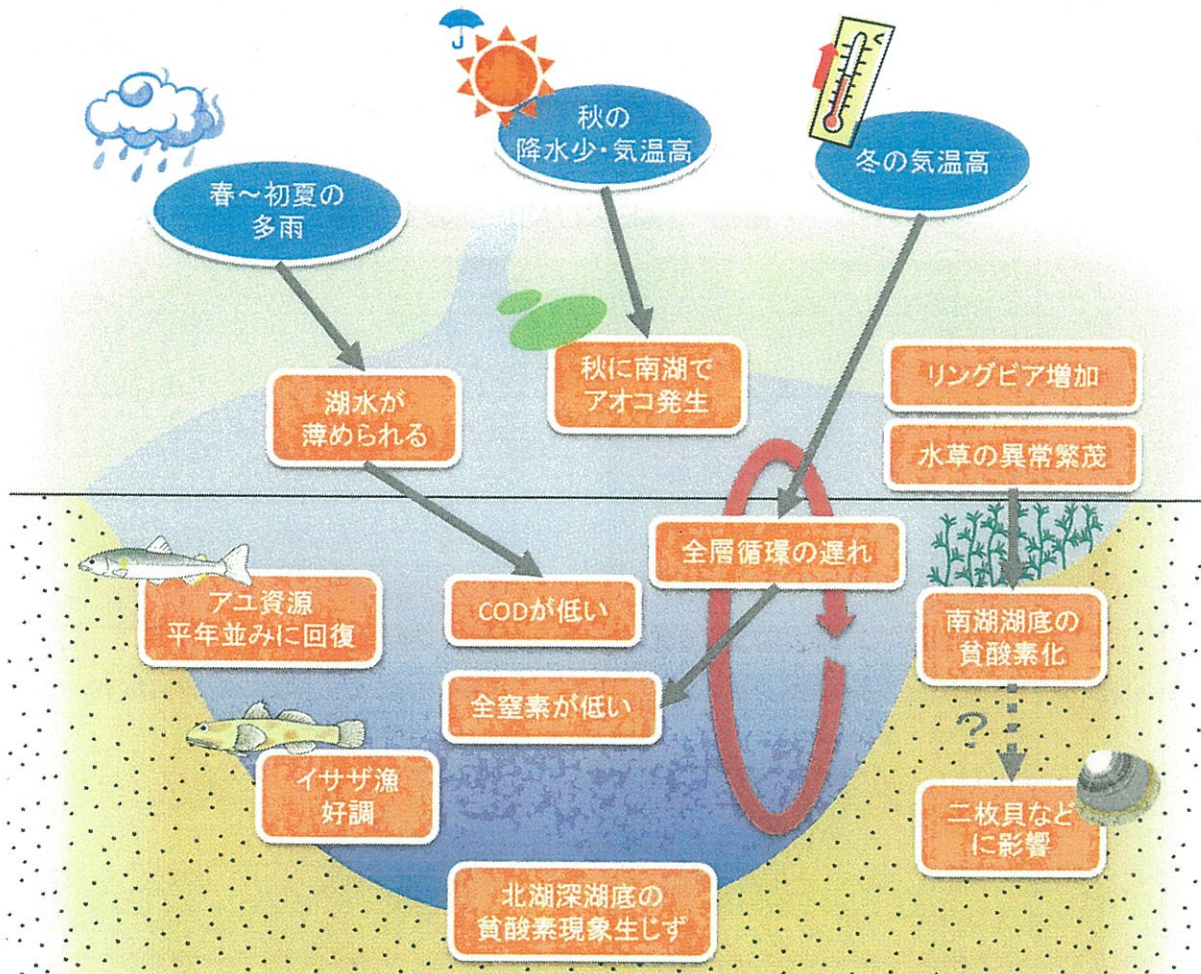 秋の
降水少・気温高
冬の気温高
春～初夏の
多雨
秋に南湖で
アオコ発生
リングビア増加
湖水が
薄められる
水草の異常繁茂
全層循環の遅れ
アユ資源
平年並みに回復
CODが低い
南湖湖底の
貧酸素化
全窒素が低い
?
イサザ漁
好調
二枚貝など
に影響
北湖深湖底の
貧酸素現象生じず